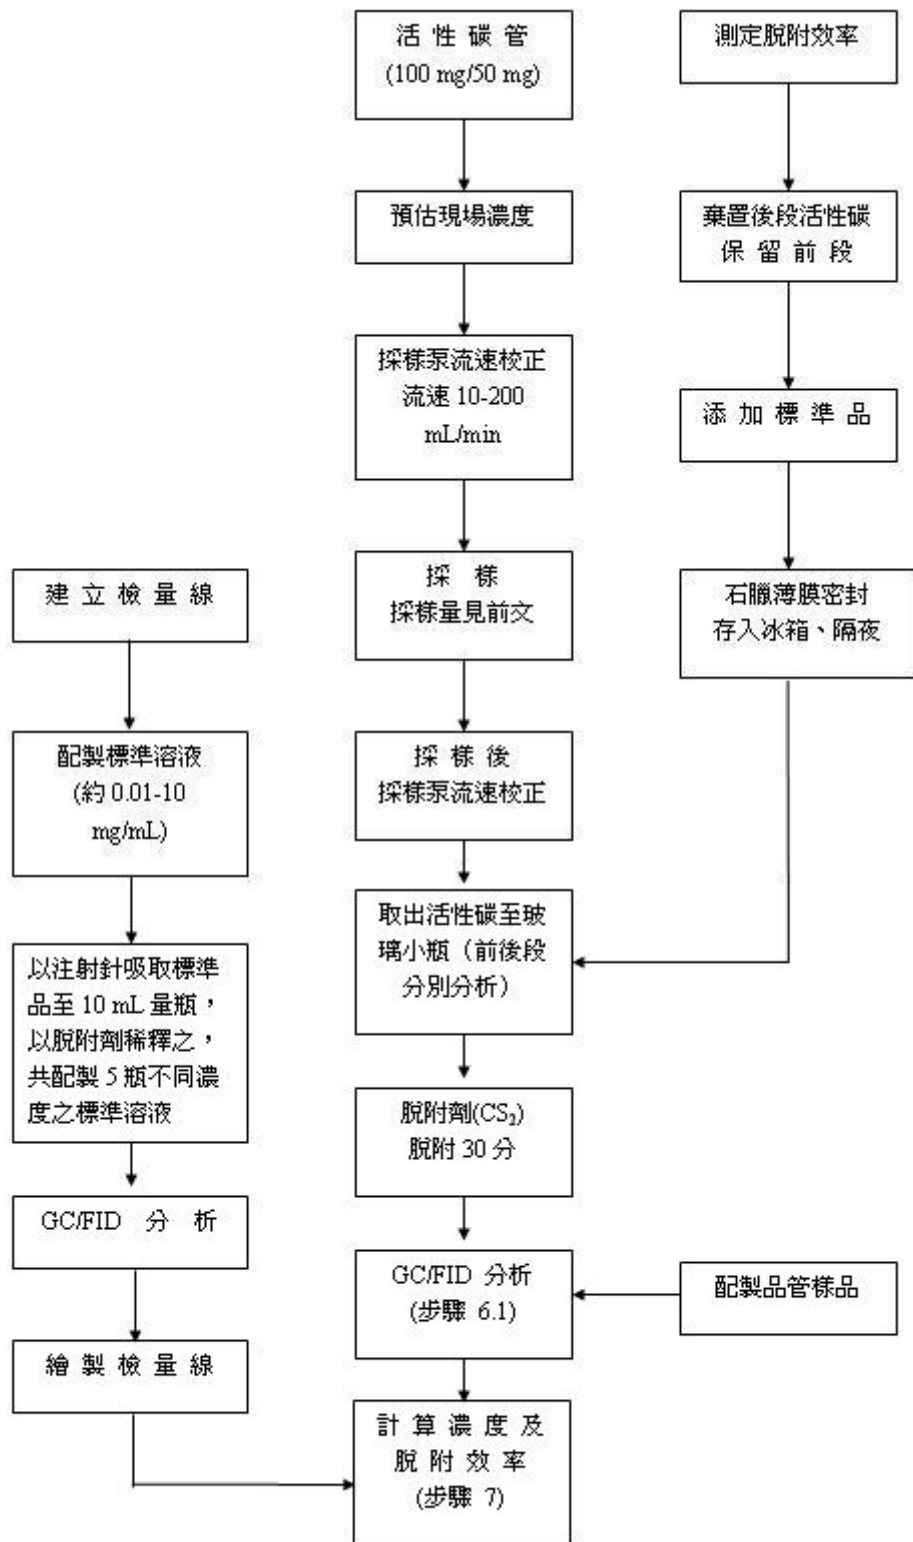 活 性 碳 管
(100 mg/50 mg)
預估現場濃度
採樣泵流速校正
流速 10-200
mL/min
採 樣
採樣量見前文
採 樣 後
採樣泵流速校正
取出活性碳至玻
璃小瓶（前後段
分別分析）
脫附劑(CS₂)
脫附 30 分
GC/FID 分析
(步驟 6.1)
計 算 濃 度 及
脫 附 效 率
(步驟 7)
測定脫附效率
棄置後段活性碳
保 留 前 段
添 加 標 準 品
石臘薄膜密封
存入冰箱、隔夜
配製品管樣品
建 立 檢 量 線
配製標準溶液
(約 0.01-10
mg/mL)
以注射針吸取標準
品至 10 mL 量瓶，
以脫附劑稀釋之，
共配製 5 瓶不同濃
度之標準溶液
GC/FID 分 析
繪 製 檢 量 線